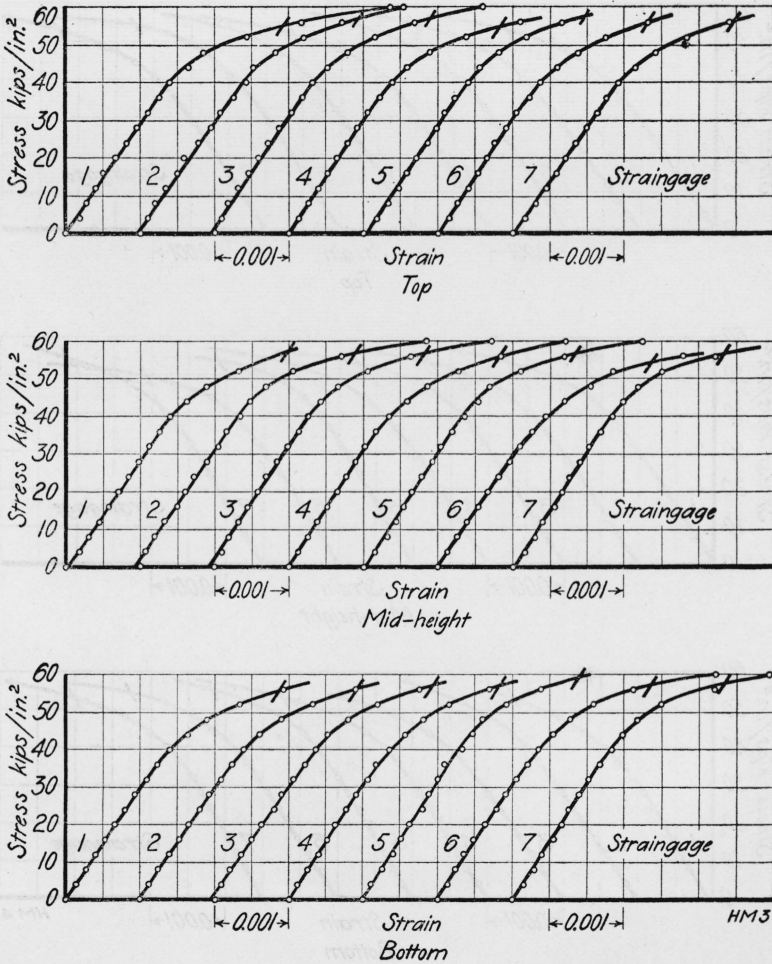 Stress kips/in.²
60
50
40
30
20
10
0
1 2 3 4 5 6 7 Straingage
←0.001→ Strain ←0.001→
Top
Stress kips/in.²
60
50
40
30
20
10
0
2 3 4 5 6 7 Straingage
←0.001→ Strain ←0.001→
Mid-height
Stress kips/in.²
60
50
40
30
20
10
0
1 2 3 4 5 6 7 Straingage
←0.001→ Strain ←0.001→ HM3
Bottom